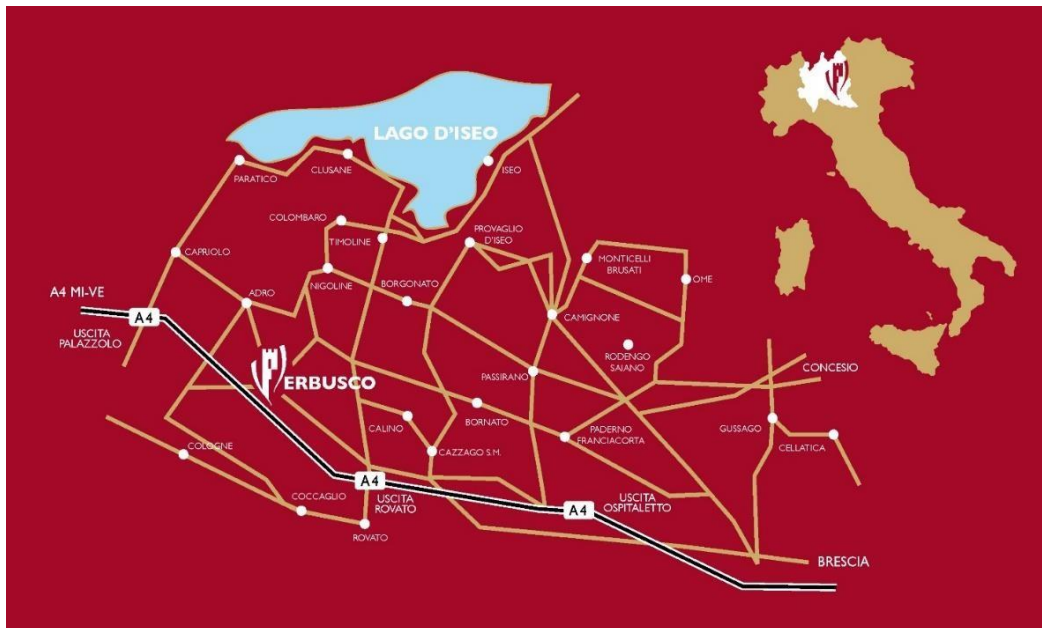 LAGO D'ISEO
PARATICO
CLUSANE
ISEO
COLOMBARO
TIMOLINE
PROVAGLIO
D'ISEO
CAPRIOLO
MONTICELLI
BRUSATI
OME
NIGOLINE
BORGONATO
ADRO
A4 MI-VE
A4
USCITA
PALAZZOLO
CAMIGNONE
RODENGO
SAIANO
CONCESIO
ERBUSCO
PASSIRANO
CALINO
BORNATO
PADERNO
FRANCIACORTA
GUSSAGO
CELLATICA
COLOGNE
CAZZAGO S.M.
A4
USCITA
ROVATO
COCCAGLIO
ROVATO
A4
USCITA
OSPITALETTO
BRESCIA